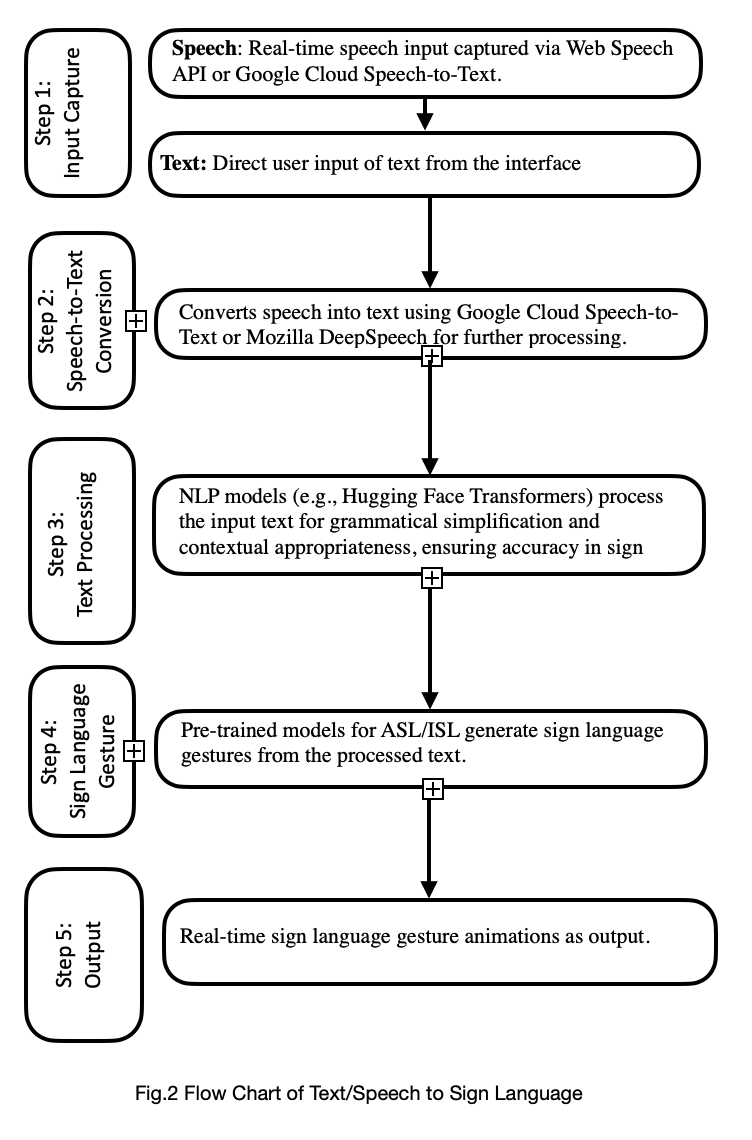 Step 1:
Input Capture
Speech: Real-time speech input captured via Web Speech
API or Google Cloud Speech-to-Text.
Text: Direct user input of text from the interface
Step 2:
Speech-to-Text
Conversion
Converts speech into text using Google Cloud Speech-to-
Text or Mozilla DeepSpeech for further processing.
Step 3:
Text Processing
NLP models (e.g., Hugging Face Transformers) process
the input text for grammatical simplification and
contextual appropriateness, ensuring accuracy in sign
Step 4:
Sign Language
Gesture
Pre-trained models for ASL/ISL generate sign language
gestures from the processed text.
Step 5:
Output
Real-time sign language gesture animations as output.
Fig.2 Flow Chart of Text/Speech to Sign Language